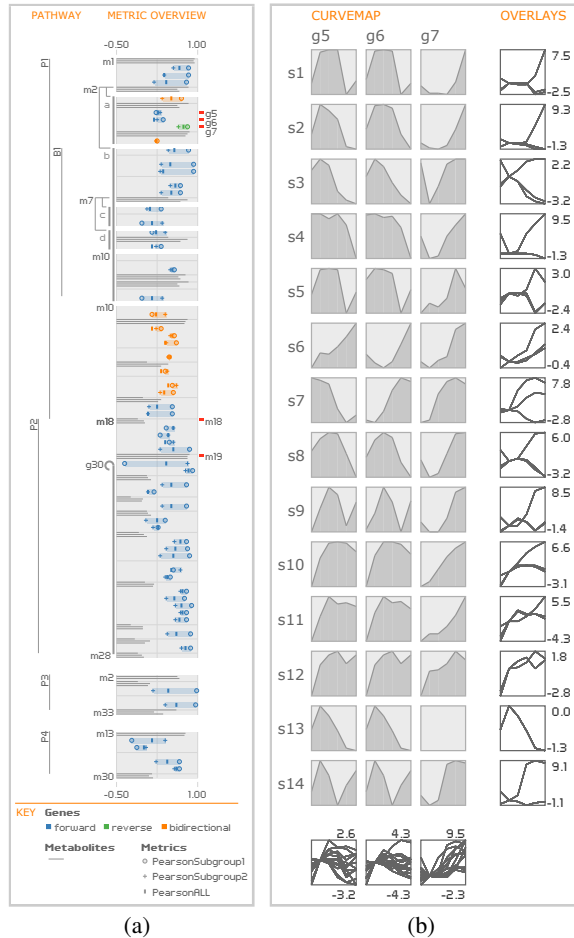 PATHWAY METRIC OVERVIEW
-0.50 1.00
P1
m1
m2
a
g5
g6
g7
B1
b
m7
c
d
m10
m10
P2
m18 m18
m19
g30
m28
P3
m2
m33
P4
m13
m30
-0.50 1.00
KEY Genes
forward reverse bidirectional
Metabolites Metrics
PearsonSubgroup1
PearsonSubgroup2
PearsonALL
(a)
CURVEMAP OVERLAYS
g5 g6 g7
s1 7.5
-2.5
s2 9.3
-1.3
s3 2.2
-3.2
s4 9.5
-1.3
s5 3.0
-2.4
s6 2.4
-0.4
s7 7.8
-2.8
s8 6.0
-3.2
s9 8.5
-1.4
s10 6.6
-3.1
s11 5.5
-4.3
s12 1.8
-2.8
s13 0.0
-1.3
s14 9.1
-1.1
2.6 4.3 9.5
-3.2 -4.3 -2.3
(b)